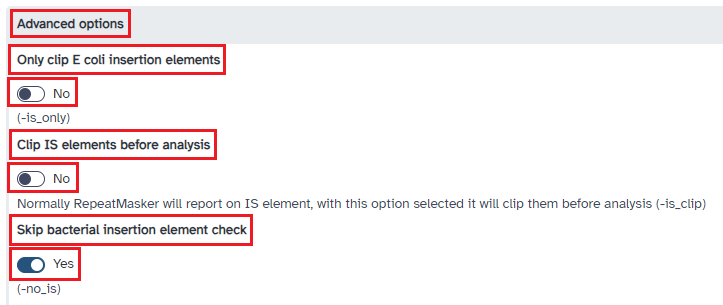 Advanced options
Only clip E coli insertion elements
No
(-is_only)
Clip IS elements before analysis
No
Normally RepeatMasker will report on IS element, with this option selected it will clip them before analysis (-is_clip)
Skip bacterial insertion element check
Yes
(-no_is)